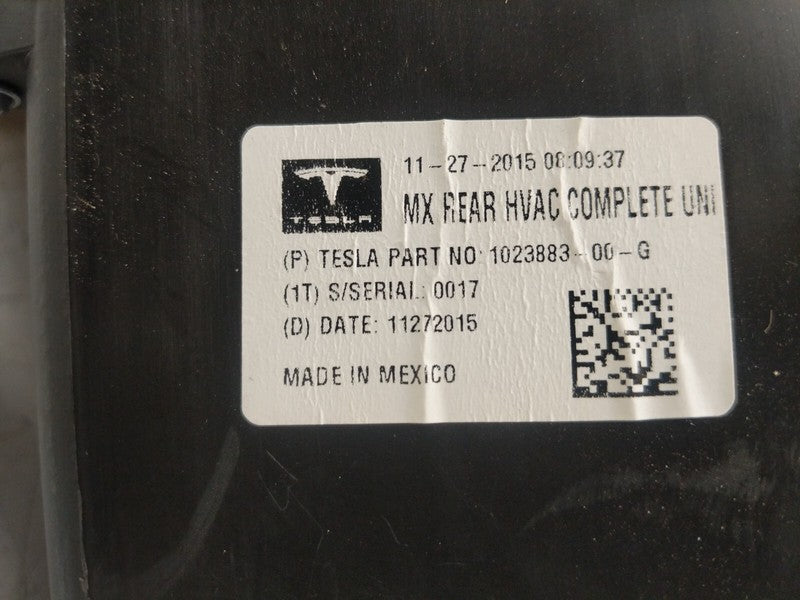 11-27-2015 08:09:37
TESLA
MX REAR HVAC COMPLETE UNI
(P) TESLA PART NO: 1023883-00-G
(1T) S/SERIAL: 0017
(D) DATE: 11272015
MADE IN MEXICO